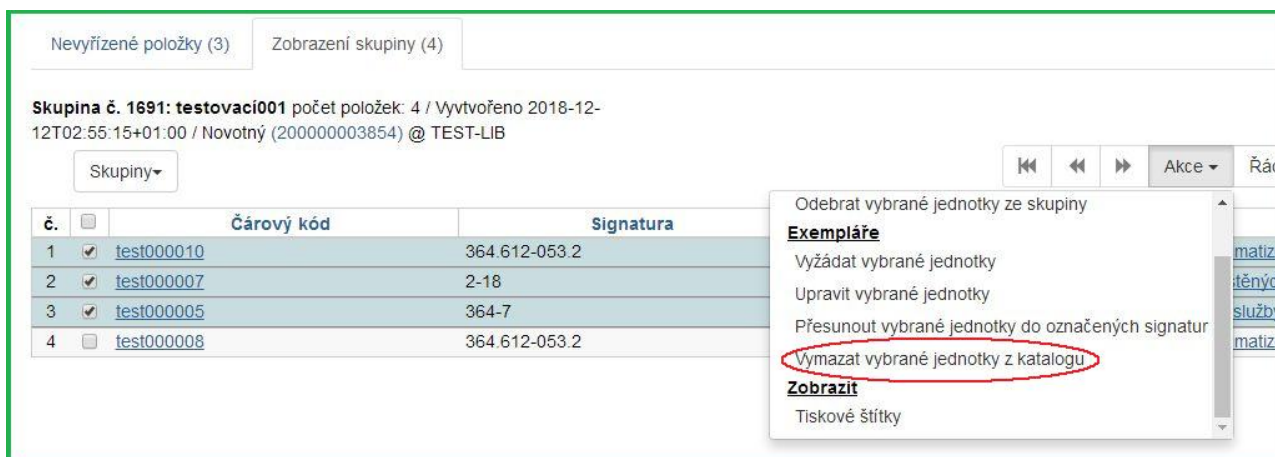 Nevyřízené položky (3) Zobrazení skupiny (4)
Skupina č. 1691: testovací001 počet položek: 4 / Vyvtvořeno 2018-12-
12T02:55:15+01:00 / Novotný (200000003854) @ TEST-LIB
Skupiny Akce
č. Čárový kód Signatura
1 test000010 364.612-053.2
2 test000007 2-18
3 test000005 364-7
4 test000008 364.612-053.2
Odebrat vybrané jednotky ze skupiny
Exempláře
Vyžádat vybrané jednotky
Upravit vybrané jednotky
Přesunout vybrané jednotky do označených signatur
Vymazat vybrané jednotky z katalogu
Zobrazit
Tiskové štítky